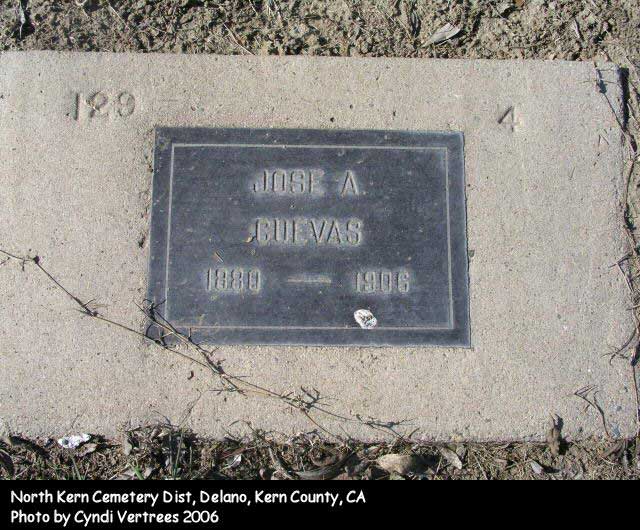 129 4
JOSE A.
CUEVAS
1880 — 1906
North Kern Cemetery Dist, Delano, Kern County, CA
Photo by Cyndi Vertrees 2006